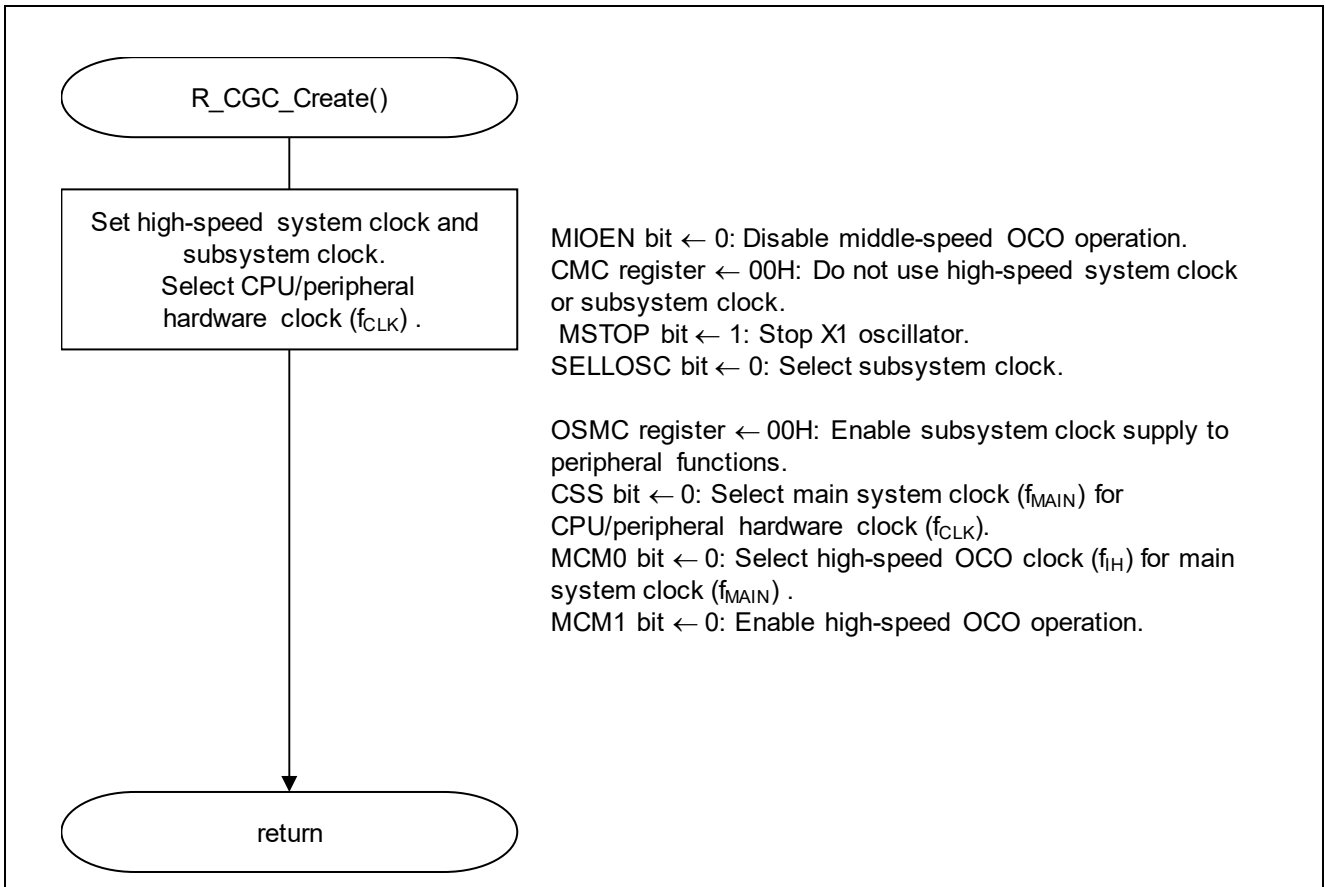 R_CGC_Create()
Set high-speed system clock and
subsystem clock.
Select CPU/peripheral
hardware clock (fCLK) .
MIOEN bit ← 0: Disable middle-speed OCO operation.
CMC register ← 00H: Do not use high-speed system clock
or subsystem clock.
MSTOP bit ← 1: Stop X1 oscillator.
SELLOSC bit ← 0: Select subsystem clock.
OSMC register ← 00H: Enable subsystem clock supply to
peripheral functions.
CSS bit ← 0: Select main system clock (fMAIN) for
CPU/peripheral hardware clock (fCLK).
MCM0 bit ← 0: Select high-speed OCO clock (fIH) for main
system clock (fMAIN) .
MCM1 bit ← 0: Enable high-speed OCO operation.
return